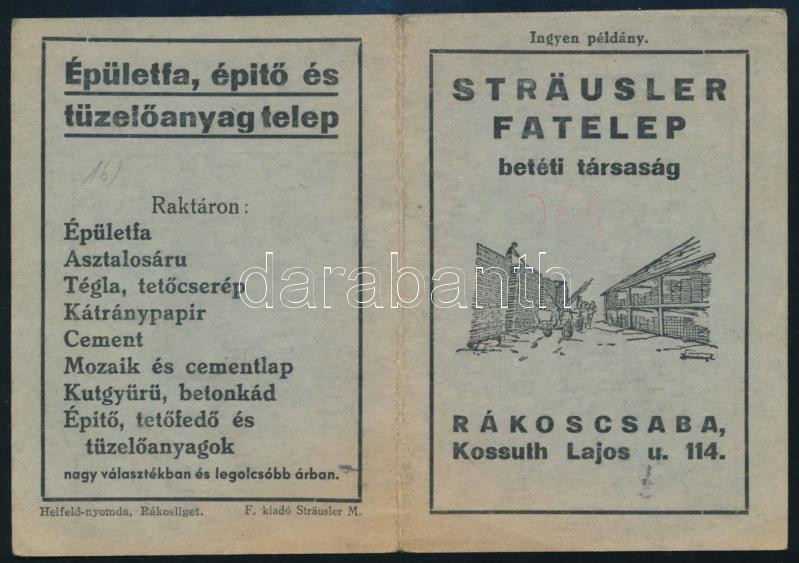 Épületfa, épitő és
tüzelőanyag telep
16)
Raktáron:
Épületfa
Asztalosáru
Tégla, tetőcserép
Kátránypapir
Cement
Mozaik és cementlap
Kutgyürü, betonkád
Épitő, tetőfedő és
tüzelőanyagok
nagy választékban és legolcsóbb árban.
Heifeld-nyomda, Rákosliget. F. kiadó Sträusler M.
Ingyen példány.
STRÄUSLER
FATELEP
betéti társaság
RÁKOSCSABA,
Kossuth Lajos u. 114.
darabanth